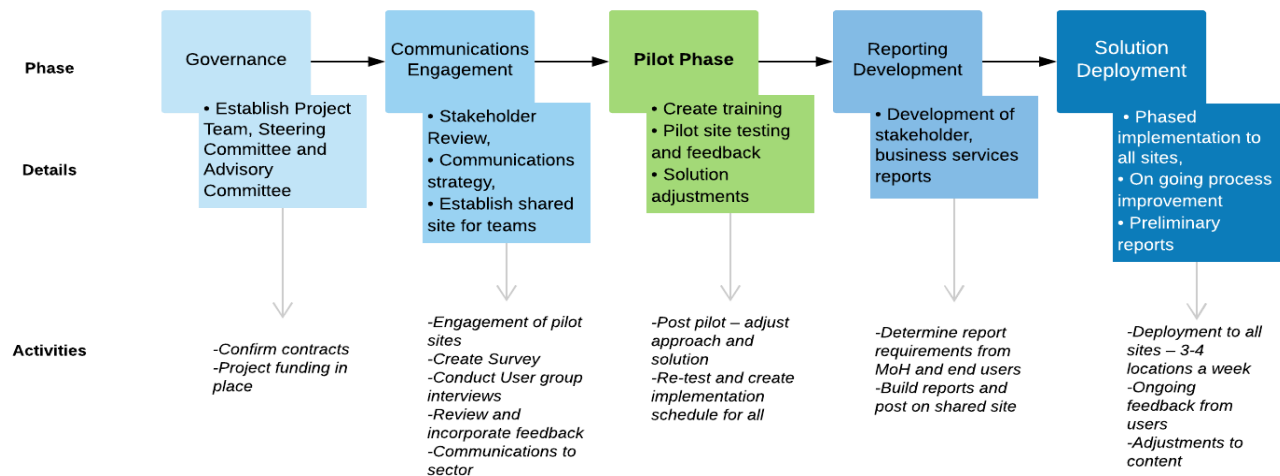 Phase
Governance
Communications
Engagement
Pilot Phase
Reporting
Development
Solution
Deployment
Details
• Establish Project
Team, Steering
Committee and
Advisory
Committee
• Stakeholder
Review,
• Communications
strategy,
• Establish shared
site for teams
• Create training
• Pilot site testing
and feedback
• Solution
adjustments
• Development of
stakeholder,
business services
reports
• Phased
implementation to
all sites,
• On going process
improvement
• Preliminary
reports
Activities
-Confirm contracts
-Project funding in
place
-Engagement of pilot
sites
-Create Survey
-Conduct User group
interviews
-Review and
incorporate feedback
-Communications to
sector
-Post pilot – adjust
approach and
solution
-Re-test and create
implementation
schedule for all
-Determine report
requirements from
MoH and end users
-Build reports and
post on shared site
-Deployment to all
sites – 3-4
locations a week
-Ongoing
feedback from
users
-Adjustments to
content